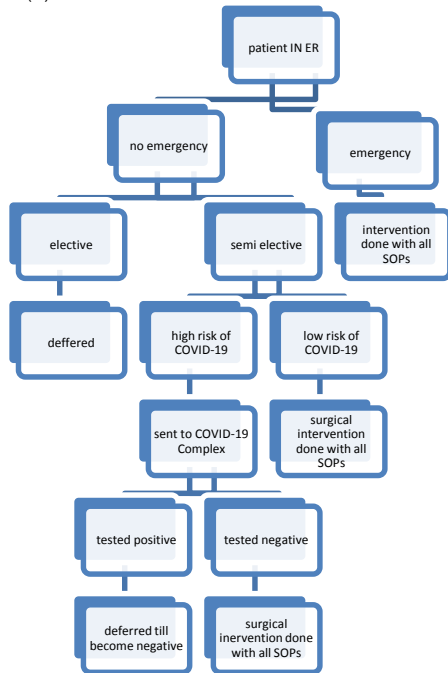 patient IN ER
no emergency
emergency
elective
semi elective
intervention
done with all
SOPs
deffered
high risk of
COVID-19
low risk of
COVID-19
sent to COVID-19
Complex
surgical
intervention
done with all
SOPs
tested positive
tested negative
deferred till
become negative
surgical
inervention done
with all SOPs